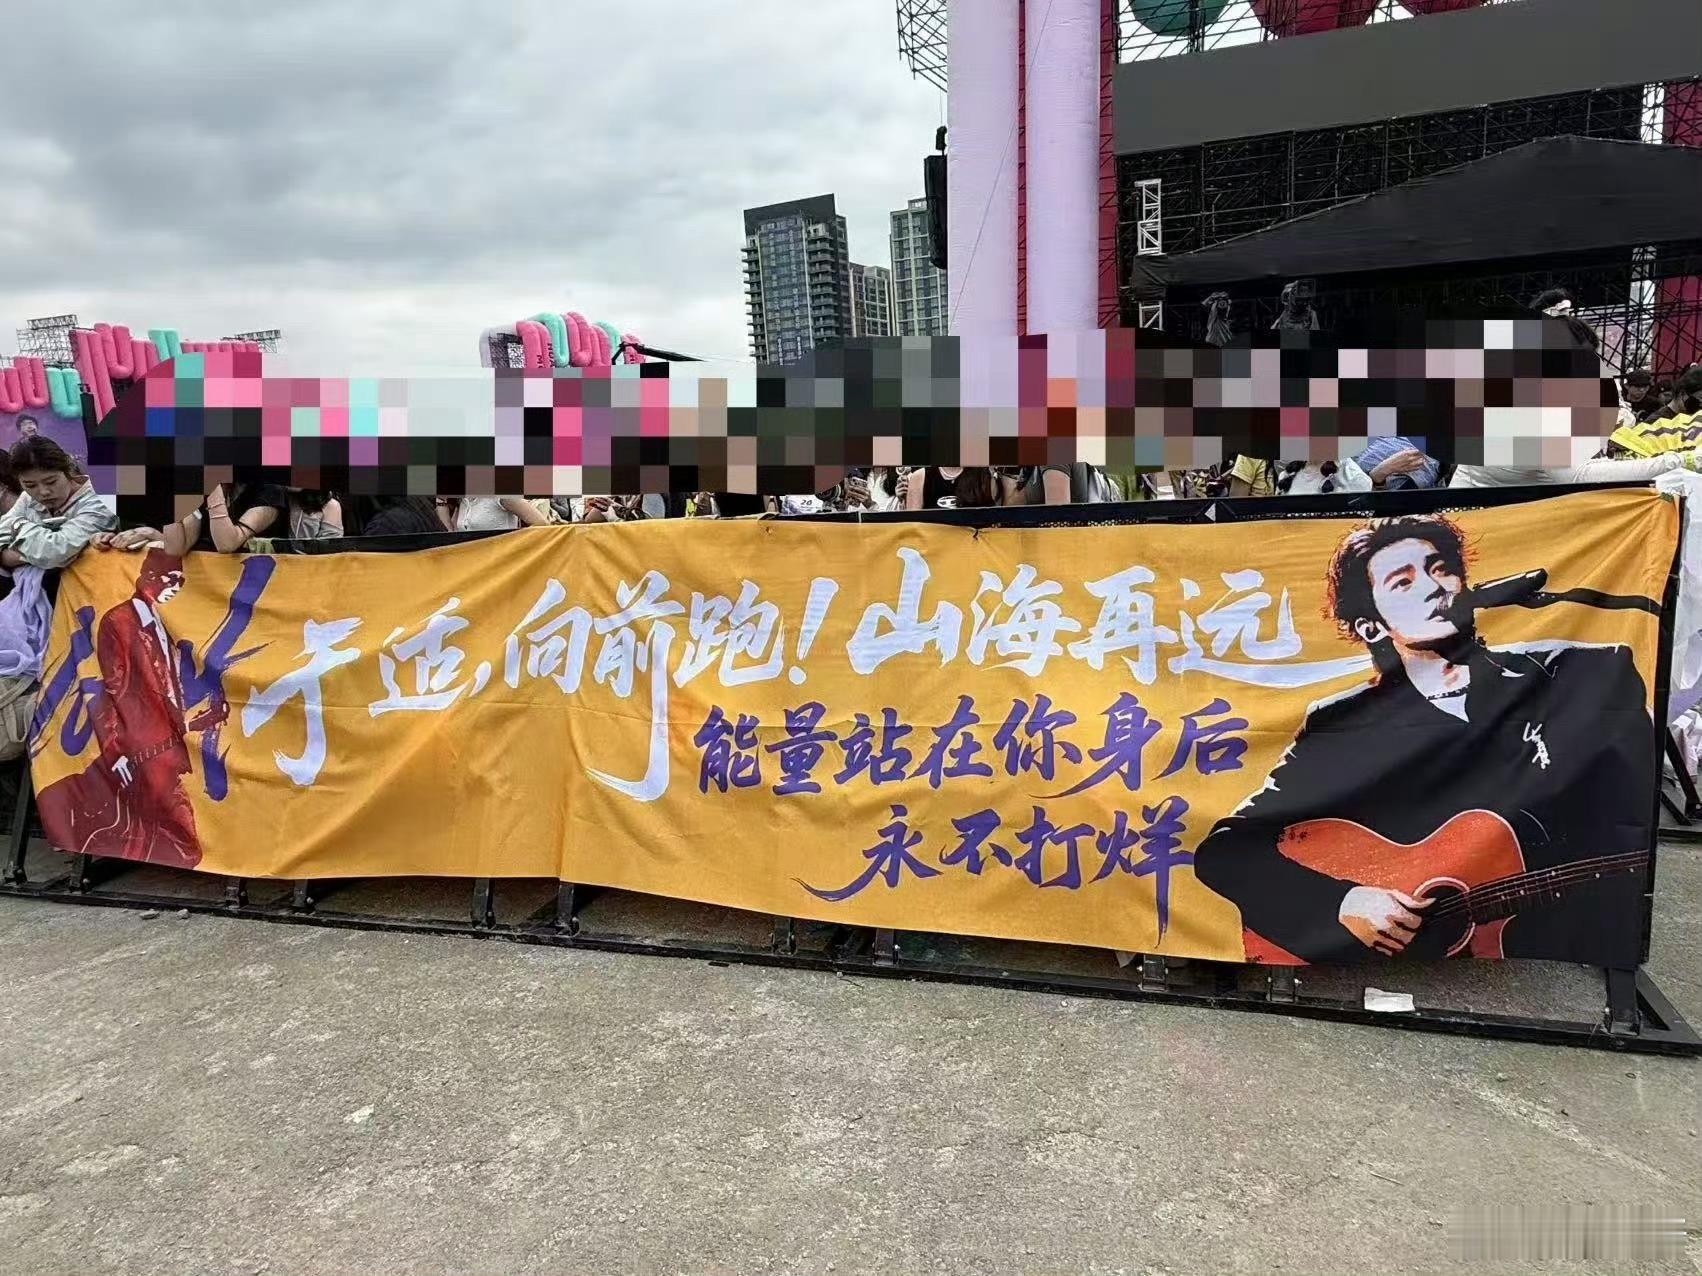 于适,向前跑!山海再远
能量站在你身后
永不打烊